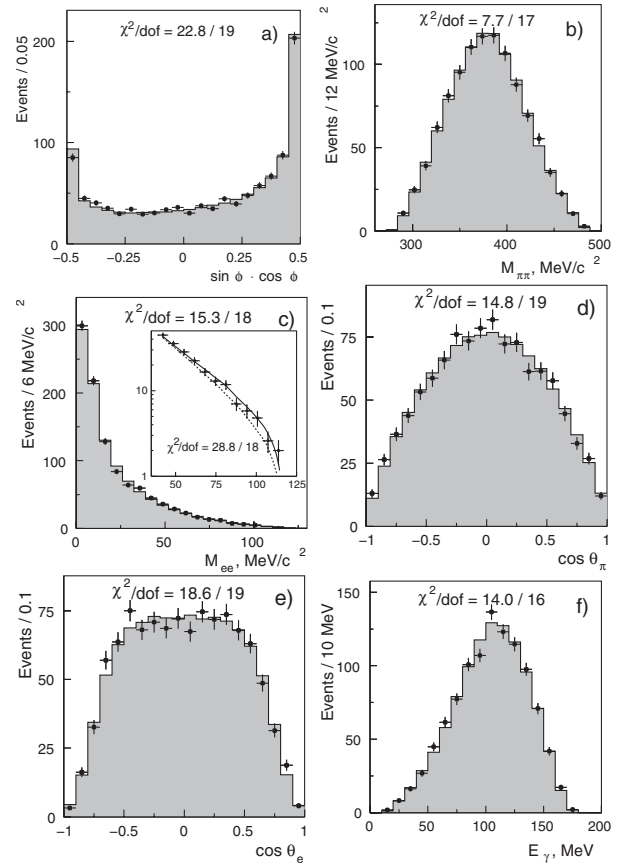 χ²/dof = 22.8 / 19
a)
Events / 0.05
200
100
0
-0.5
-0.25
0
0.25
0.5
sin ϕ · cos ϕ
χ²/dof = 7.7 / 17
b)
Events / 12 MeV/c²
100
50
0
300
400
500
M_ππ, MeV/c²
χ²/dof = 15.3 / 18
c)
Events / 6 MeV/c²
300
200
100
0
10
1
χ²/dof = 28.8 / 18
50
75
100
125
0
50
100
M_ee, MeV/c²
χ²/dof = 14.8 / 19
d)
Events / 0.1
75
50
25
0
−1
−0.5
0
0.5
1
cos θ_π
χ²/dof = 18.6 / 19
e)
Events / 0.1
75
50
25
0
−1
−0.5
0
0.5
1
cos θ_e
χ²/dof = 14.0 / 16
f)
Events / 10 MeV
150
100
50
0
0
50
100
150
200
E_γ, MeV